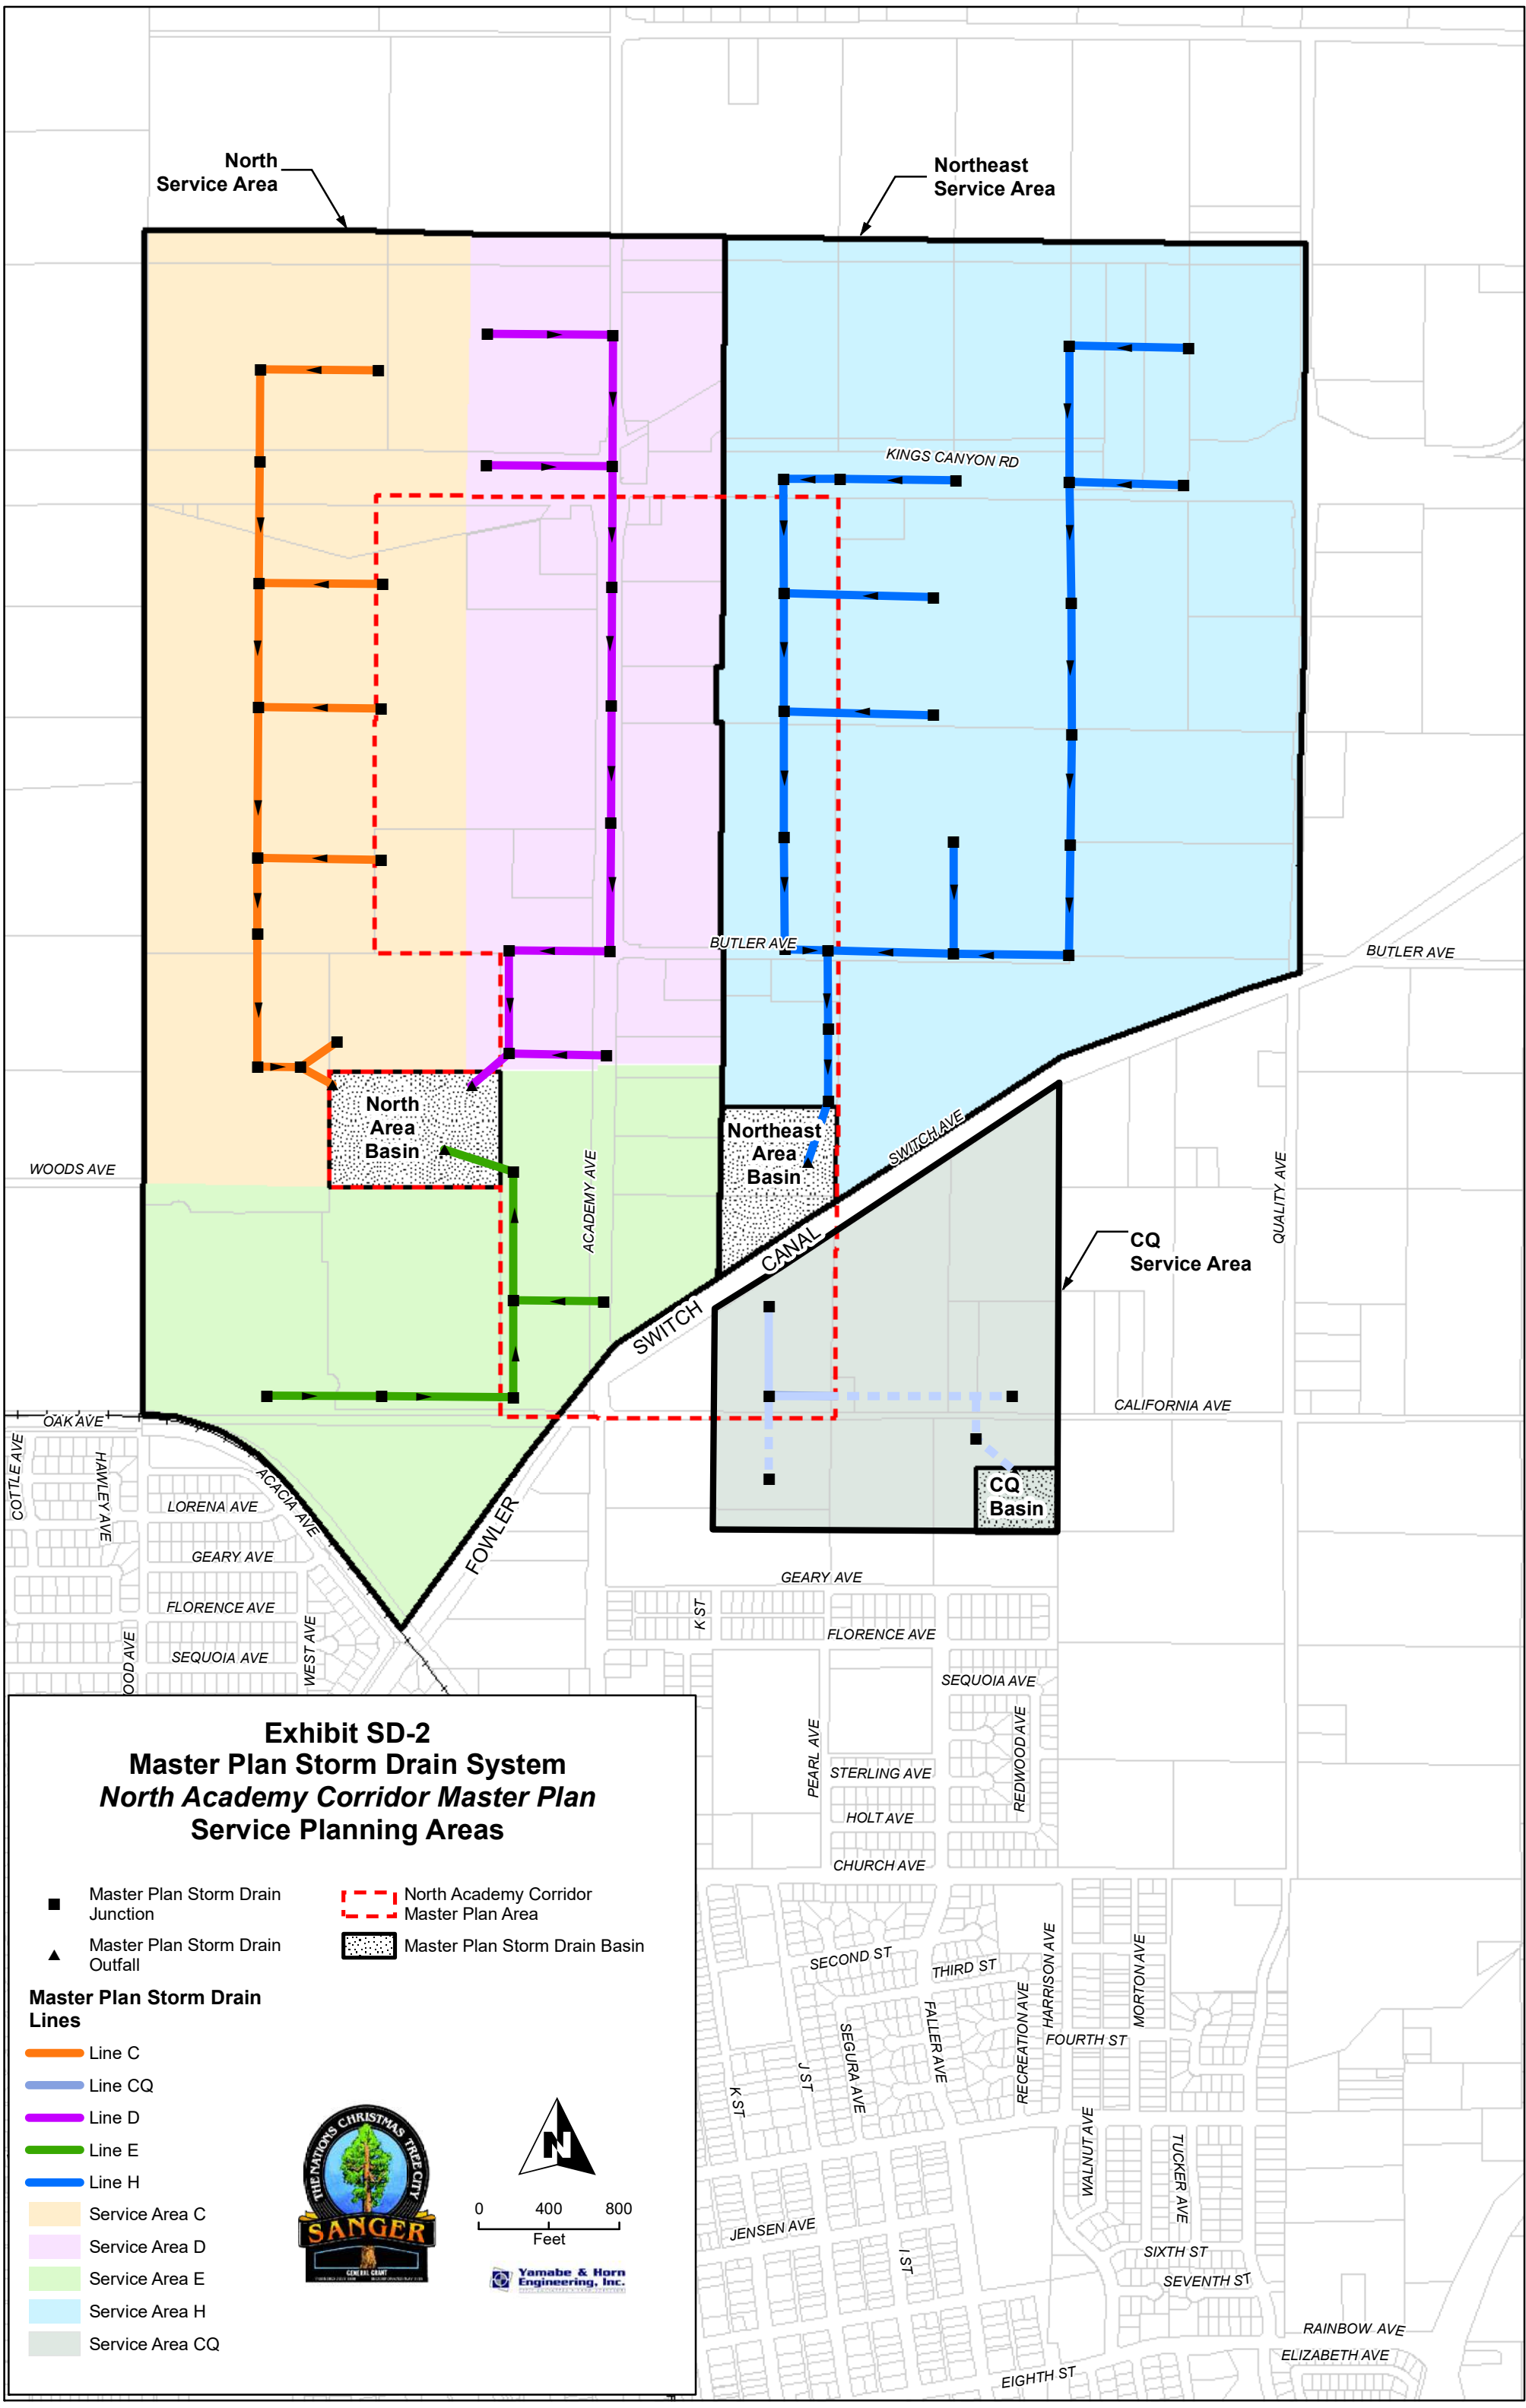 North
Service Area
Northeast
Service Area
KINGS CANYON RD
BUTLER AVE
BUTLER AVE
North
Area
Basin
Northeast
Area
Basin
WOODS AVE
ACADEMY AVE
SWITCH AVE
QUALITY AVE
CQ
Service Area
CANAL
SWITCH
FOWLER
CALIFORNIA AVE
OAK AVE
COTTLE AVE
HAWLEY AVE
ACACIA AVE
LORENA AVE
CQ
Basin
GEARY AVE
GEARY AVE
FLORENCE AVE
K ST
FLORENCE AVE
SEQUOIA AVE
WEST AVE
OOD AVE
SEQUOIA AVE
PEARL AVE
REDWOOD AVE
STERLING AVE
HOLT AVE
CHURCH AVE
SECOND ST
THIRD ST
HARRISON AVE
MORTON AVE
RECREATION AVE
FALLER AVE
SEGURA AVE
FOURTH ST
J ST
K ST
WALNUT AVE
TUCKER AVE
JENSEN AVE
I ST
SIXTH ST
SEVENTH ST
RAINBOW AVE
ELIZABETH AVE
EIGHTH ST
Exhibit SD-2
Master Plan Storm Drain System
North Academy Corridor Master Plan
Service Planning Areas
Master Plan Storm Drain
Junction
Master Plan Storm Drain
Outfall
North Academy Corridor
Master Plan Area
Master Plan Storm Drain Basin
Master Plan Storm Drain
Lines
Line C
Line CQ
Line D
Line E
Line H
Service Area C
Service Area D
Service Area E
Service Area H
Service Area CQ
THE NATION'S CHRISTMAS TREE CITY
SANGER
GENERAL GRANT
N
0 400 800
Feet
Yamabe & Horn
Engineering, Inc.